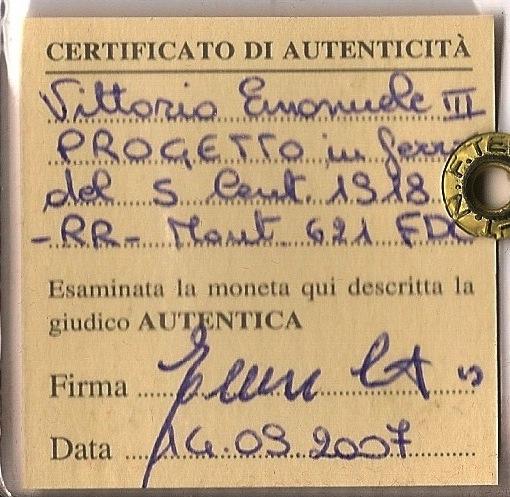 CERTIFICATO DI AUTENTICITÀ
Vittorio Emanuele III
PROGETTO in ferro
del 5 Cent. 1918
-RR- Mont. 621 FDC
Esaminata la moneta qui descritta la
giudico AUTENTICA
Firma
Data 14.09.2007